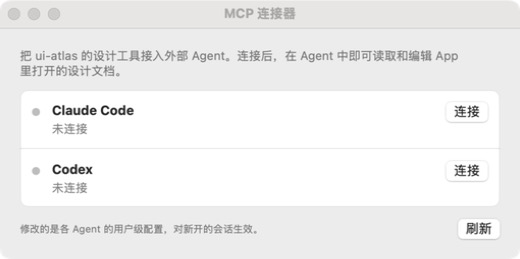 MCP 连接器
把 ui-atlas 的设计工具接入外部 Agent。连接后，在 Agent 中即可读取和编辑 App
里打开的设计文档。
Claude Code
连接
未连接
Codex
连接
未连接
修改的是各 Agent 的用户级配置，对新开的会话生效。
刷新